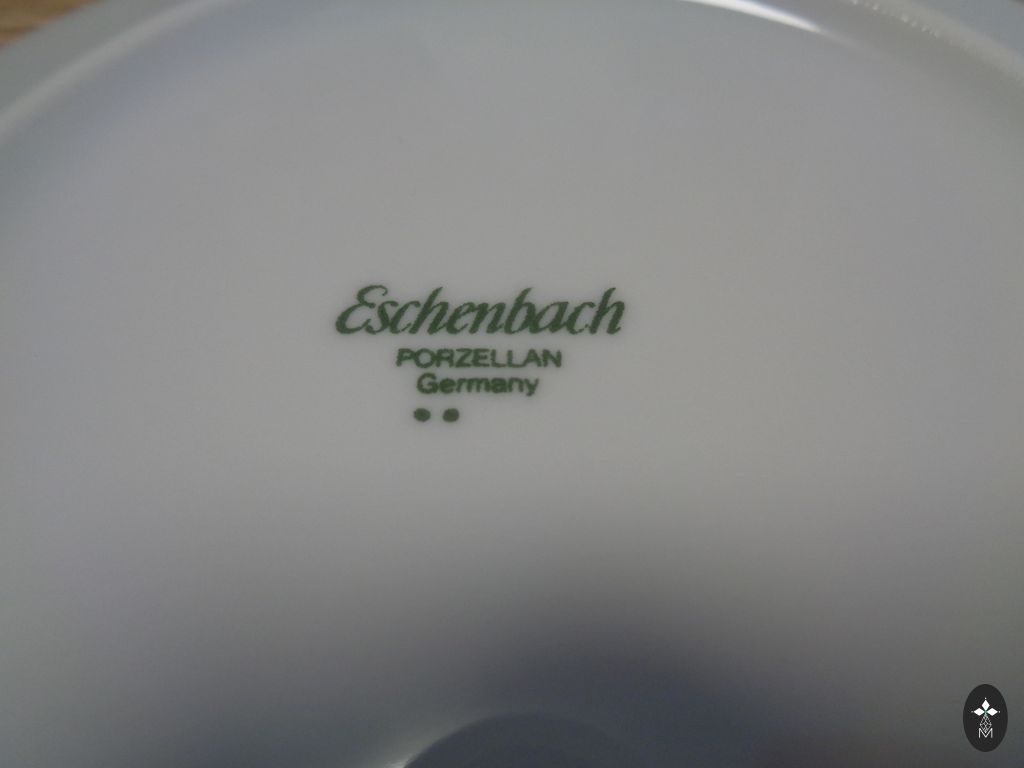 Eschenbach
PORZELLAN
Germany
M